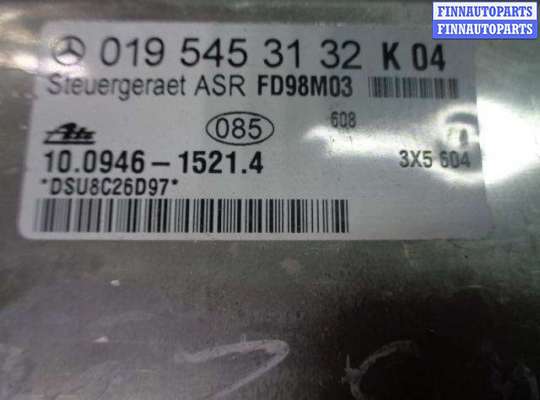 FINNAUTOPARTS
FINNAUTOPARTS
019 545 31 32 K 04
Steuergeraet ASR FD98M03
Ate 085 608
10.0946-1521.4 3X5 604
*DSU8C26D97*